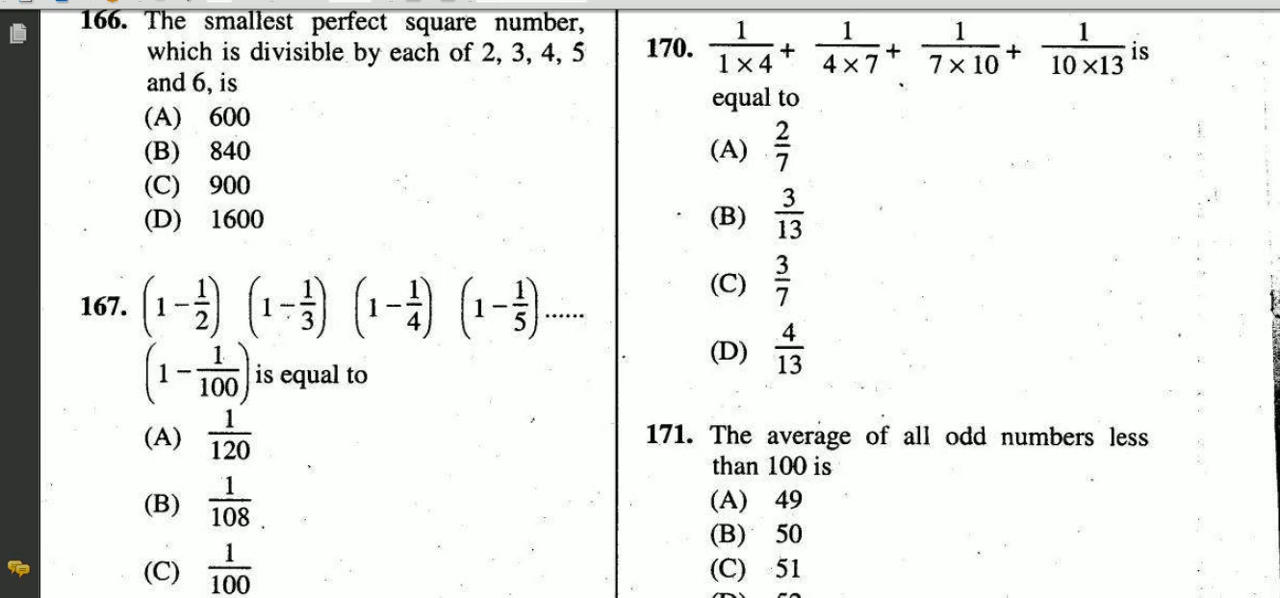 166. The smallest perfect square number,
which is divisible by each of 2, 3, 4, 5
and 6, is
(A) 600
(B) 840
(C) 900
(D) 1600
167. (1 − 1/2) (1 − 1/3) (1 − 1/4) (1 − 1/5) ......
(1 − 1/100) is equal to
(A) 1/120
(B) 1/108
(C) 1/100
170. 1/1 × 4 + 1/4 × 7 + 1/7 × 10 + 1/10 ×13 is
equal to
(A) 2/7
(B) 3/13
(C) 3/7
(D) 4/13
171. The average of all odd numbers less
than 100 is
(A) 49
(B) 50
(C) 51